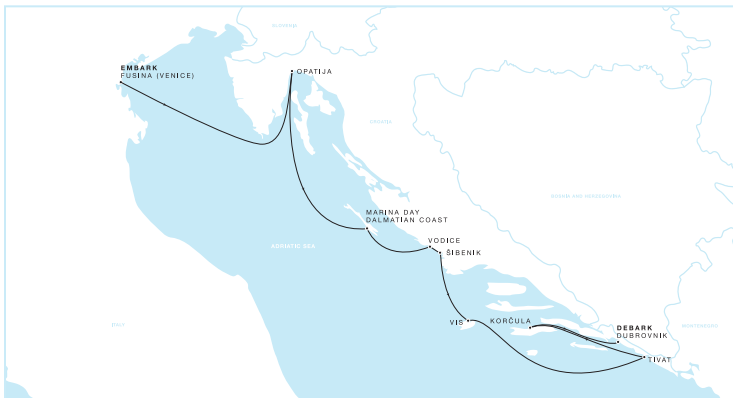 SLOVENIA
EMBARK
FUSINA (VENICE)
OPATIJA
CROATIA
BOSNIA AND HERZEGOVINA
MARINA DAY
DALMATIAN COAST
ADRIATIC SEA
VODICE
ŠIBENIK
ITALY
VIS
KORČULA
DEBARK
DUBROVNIK
MONTENEGRO
TIVAT